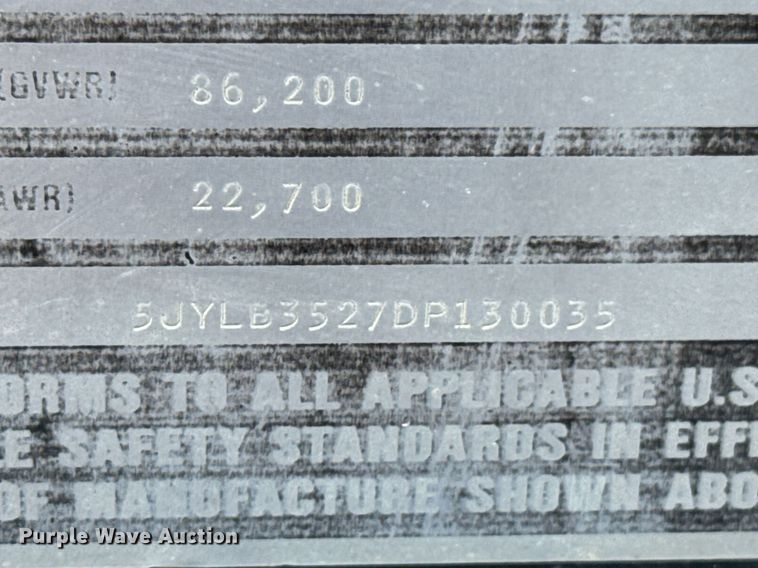 (GVWR) 86,200
AWR) 22,700
5JYLB3527DP130035
ORMS TO ALL APPLICABLE U.S
E SAFETY STANDARDS IN EFFE
OF MANUFACTURE SHOWN ABO
Purple Wave Auction